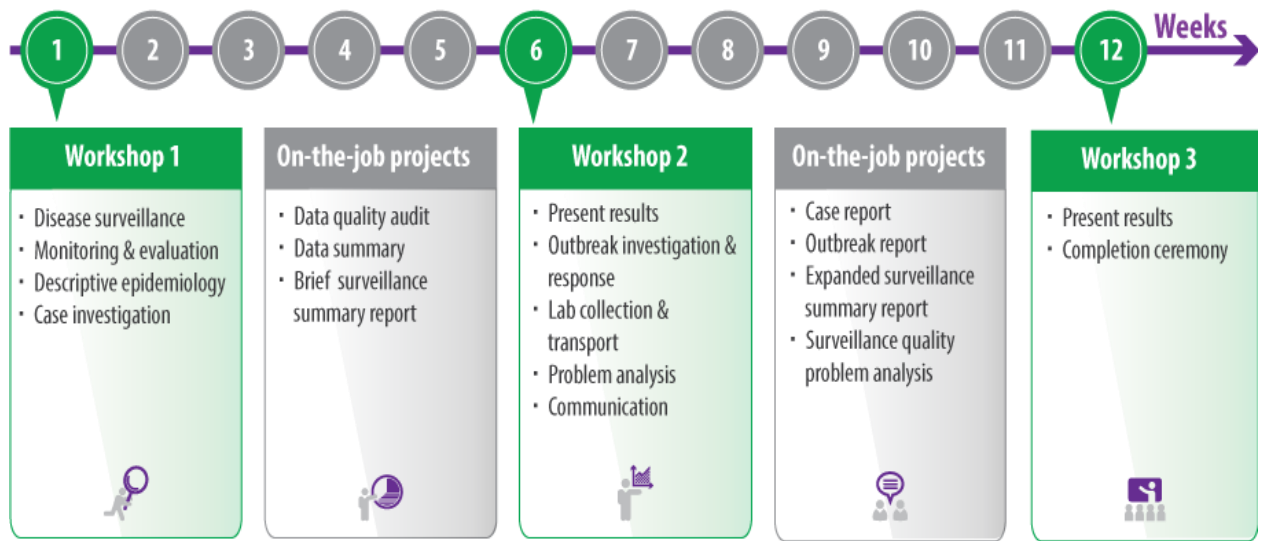 1 2 3 4 5 6 7 8 9 10 11 12 Weeks
Workshop 1
· Disease surveillance
· Monitoring & evaluation
· Descriptive epidemiology
· Case investigation
On-the-job projects
· Data quality audit
· Data summary
· Brief surveillance
summary report
Workshop 2
· Present results
· Outbreak investigation &
response
· Lab collection &
transport
· Problem analysis
· Communication
On-the-job projects
· Case report
· Outbreak report
· Expanded surveillance
summary report
· Surveillance quality
problem analysis
Workshop 3
· Present results
· Completion ceremony